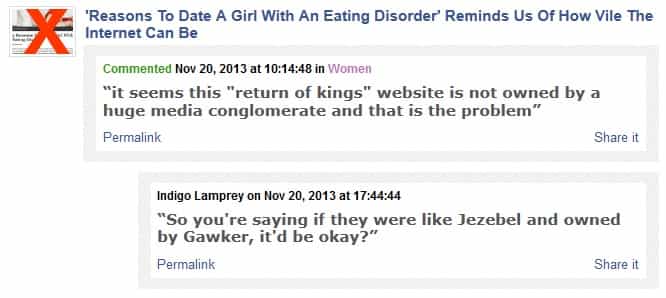 'Reasons To Date A Girl With An Eating Disorder' Reminds Us Of How Vile The
Internet Can Be
Commented Nov 20, 2013 at 10:14:48 in Women
“it seems this "return of kings" website is not owned by a
huge media conglomerate and that is the problem”
Permalink Share it
Indigo Lamprey on Nov 20, 2013 at 17:44:44
“So you're saying if they were like Jezebel and owned
by Gawker, it'd be okay?”
Permalink Share it